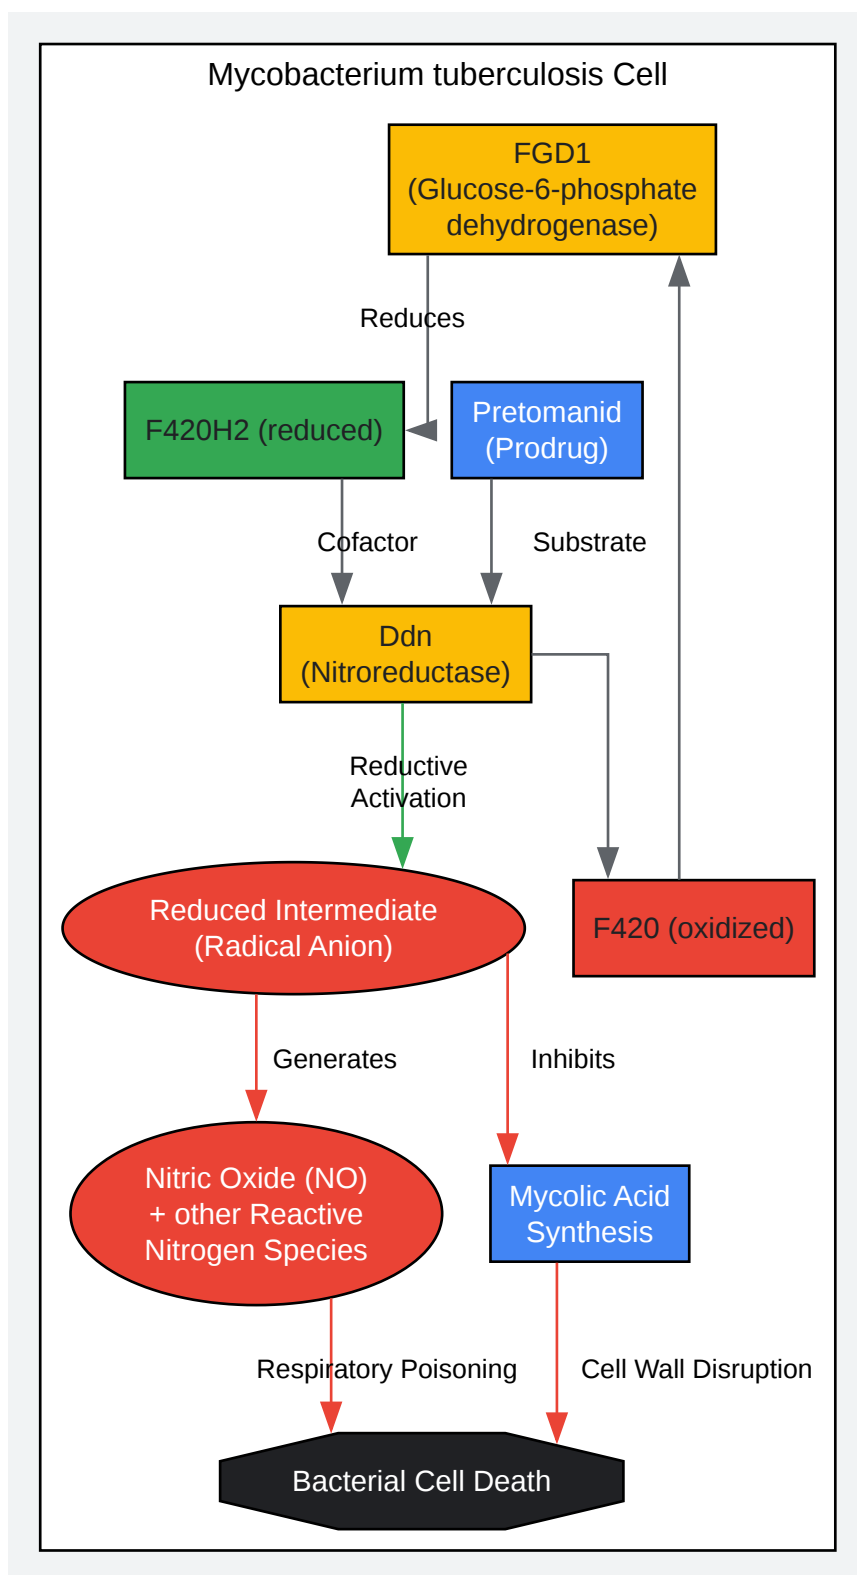 Mycobacterium tuberculosis Cell
FGD1
(Glucose-6-phosphate
dehydrogenase)
Reduces
F420H2 (reduced)
Pretomanid
(Prodrug)
Cofactor
Substrate
Ddn
(Nitroreductase)
Reductive
Activation
Reduced Intermediate
(Radical Anion)
F420 (oxidized)
Generates
Inhibits
Nitric Oxide (NO)
+ other Reactive
Nitrogen Species
Mycolic Acid
Synthesis
Respiratory Poisoning
Cell Wall Disruption
Bacterial Cell Death